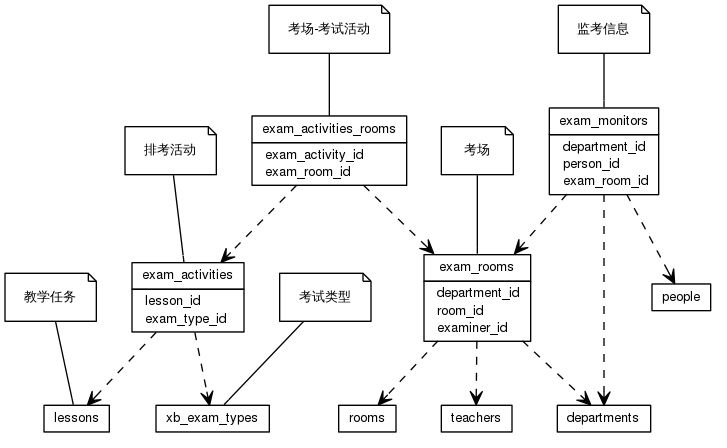 考场-考试活动
监考信息
exam_activities_rooms
exam_activity_id
exam_room_id
exam_monitors
department_id
person_id
exam_room_id
排考活动
考场
exam_activities
lesson_id
exam_type_id
exam_rooms
department_id
room_id
examiner_id
教学任务
考试类型
people
lessons
xb_exam_types
rooms
teachers
departments